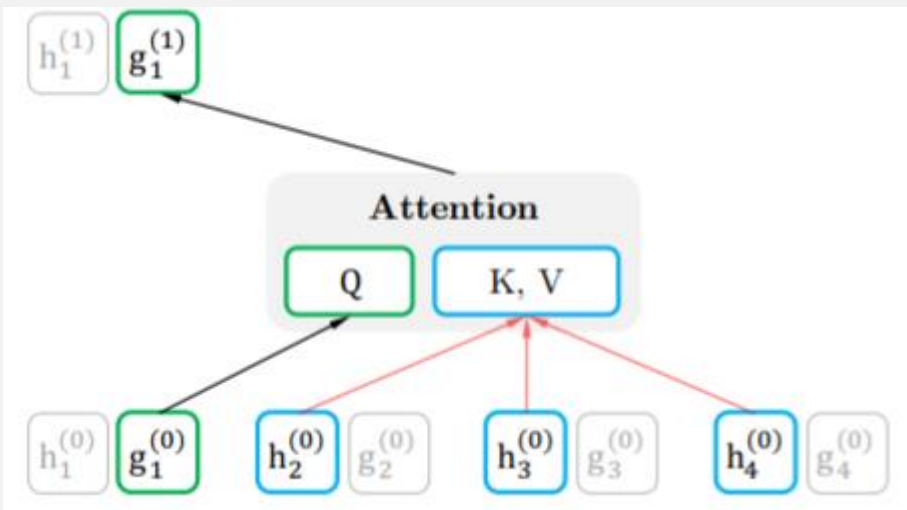 h₁⁽¹⁾ g₁⁽¹⁾
Attention
Q K, V
h₁⁽⁰⁾ g₁⁽⁰⁾ h₂⁽⁰⁾ g₂⁽⁰⁾ h₃⁽⁰⁾ g₃⁽⁰⁾ h₄⁽⁰⁾ g₄⁽⁰⁾